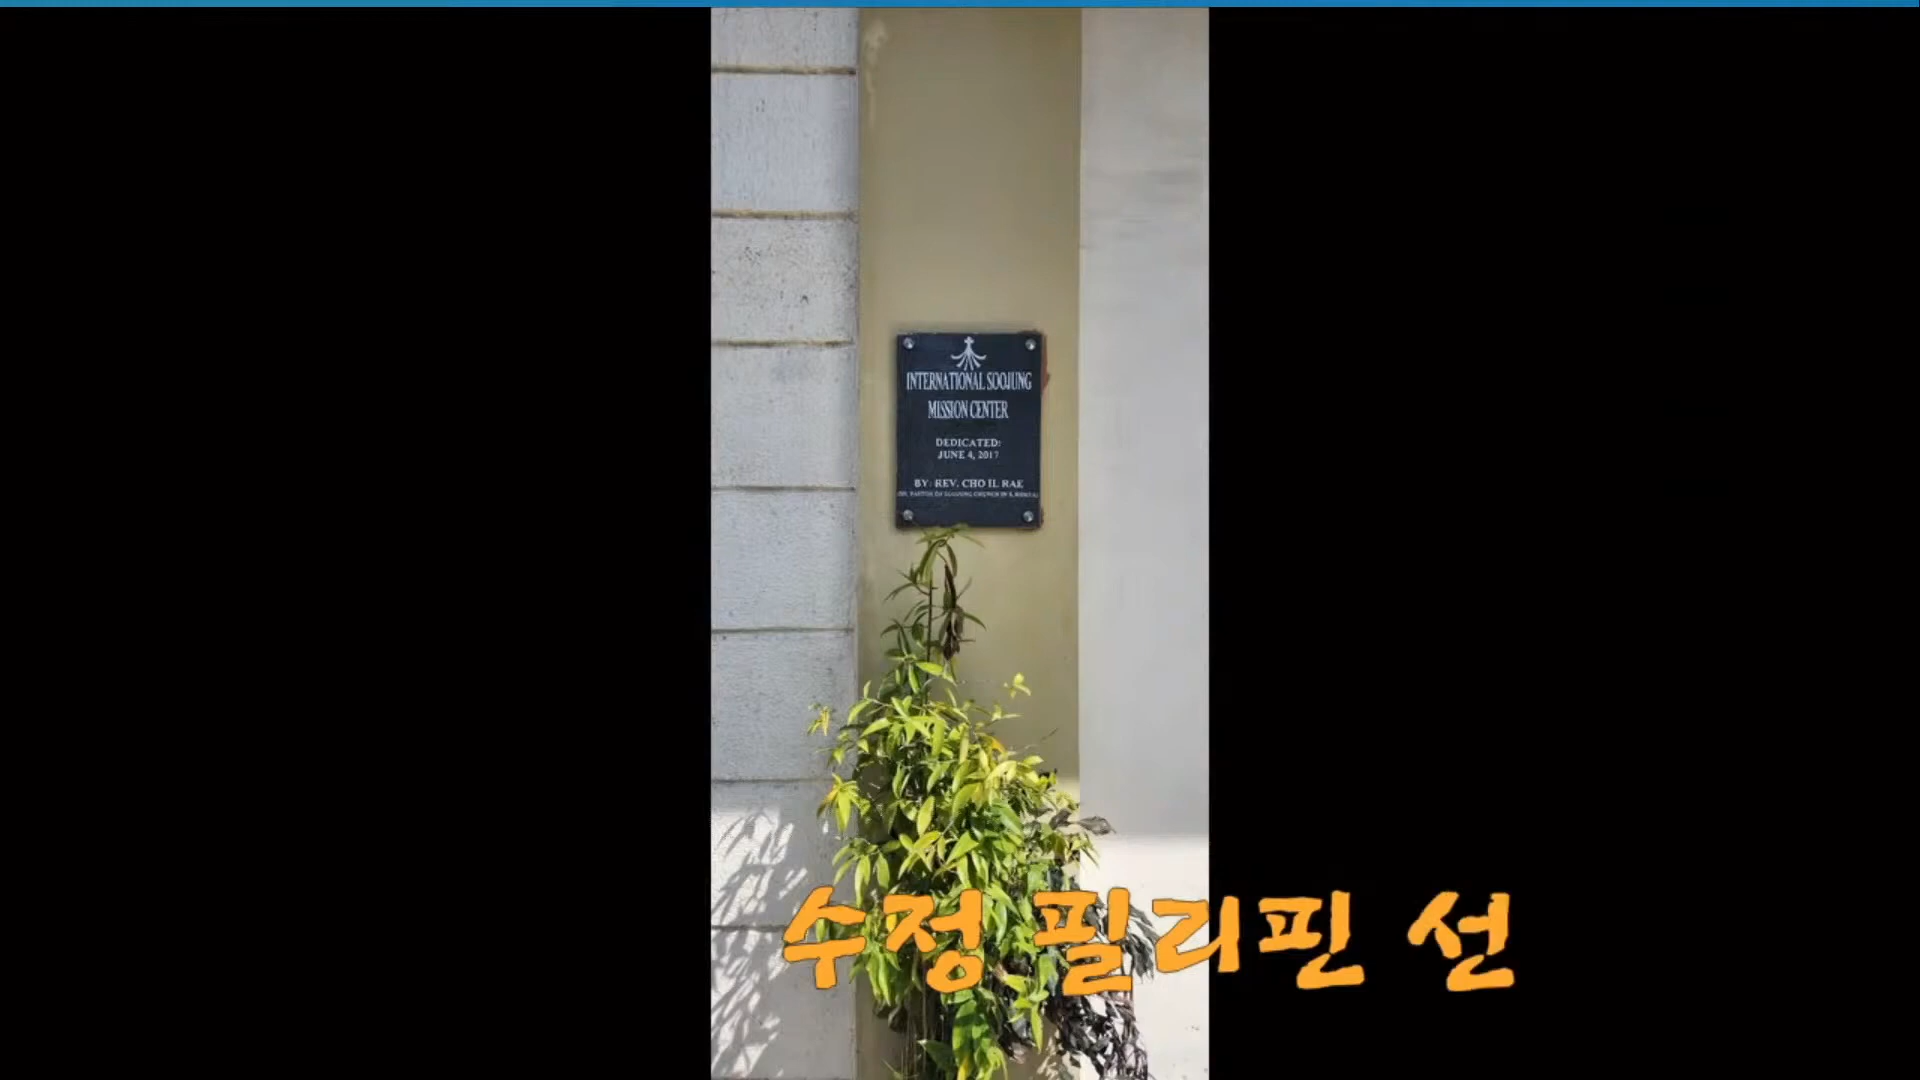 INTERNATIONAL SOOJUNG
MISSION CENTER
DEDICATED:
JUNE 4, 2017
BY: REV. CHO IL RAE
수정 필리핀 선